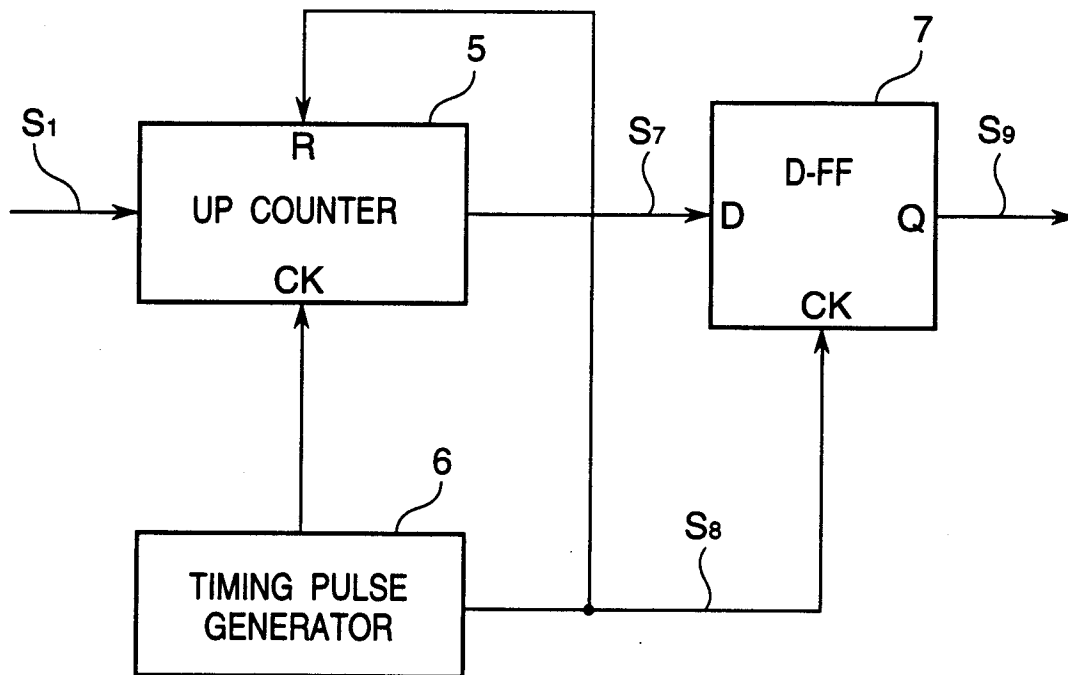 5
7
S1
R
UP COUNTER
CK
S7
D-FF
D
Q
CK
S9
6
TIMING PULSE
GENERATOR
S8